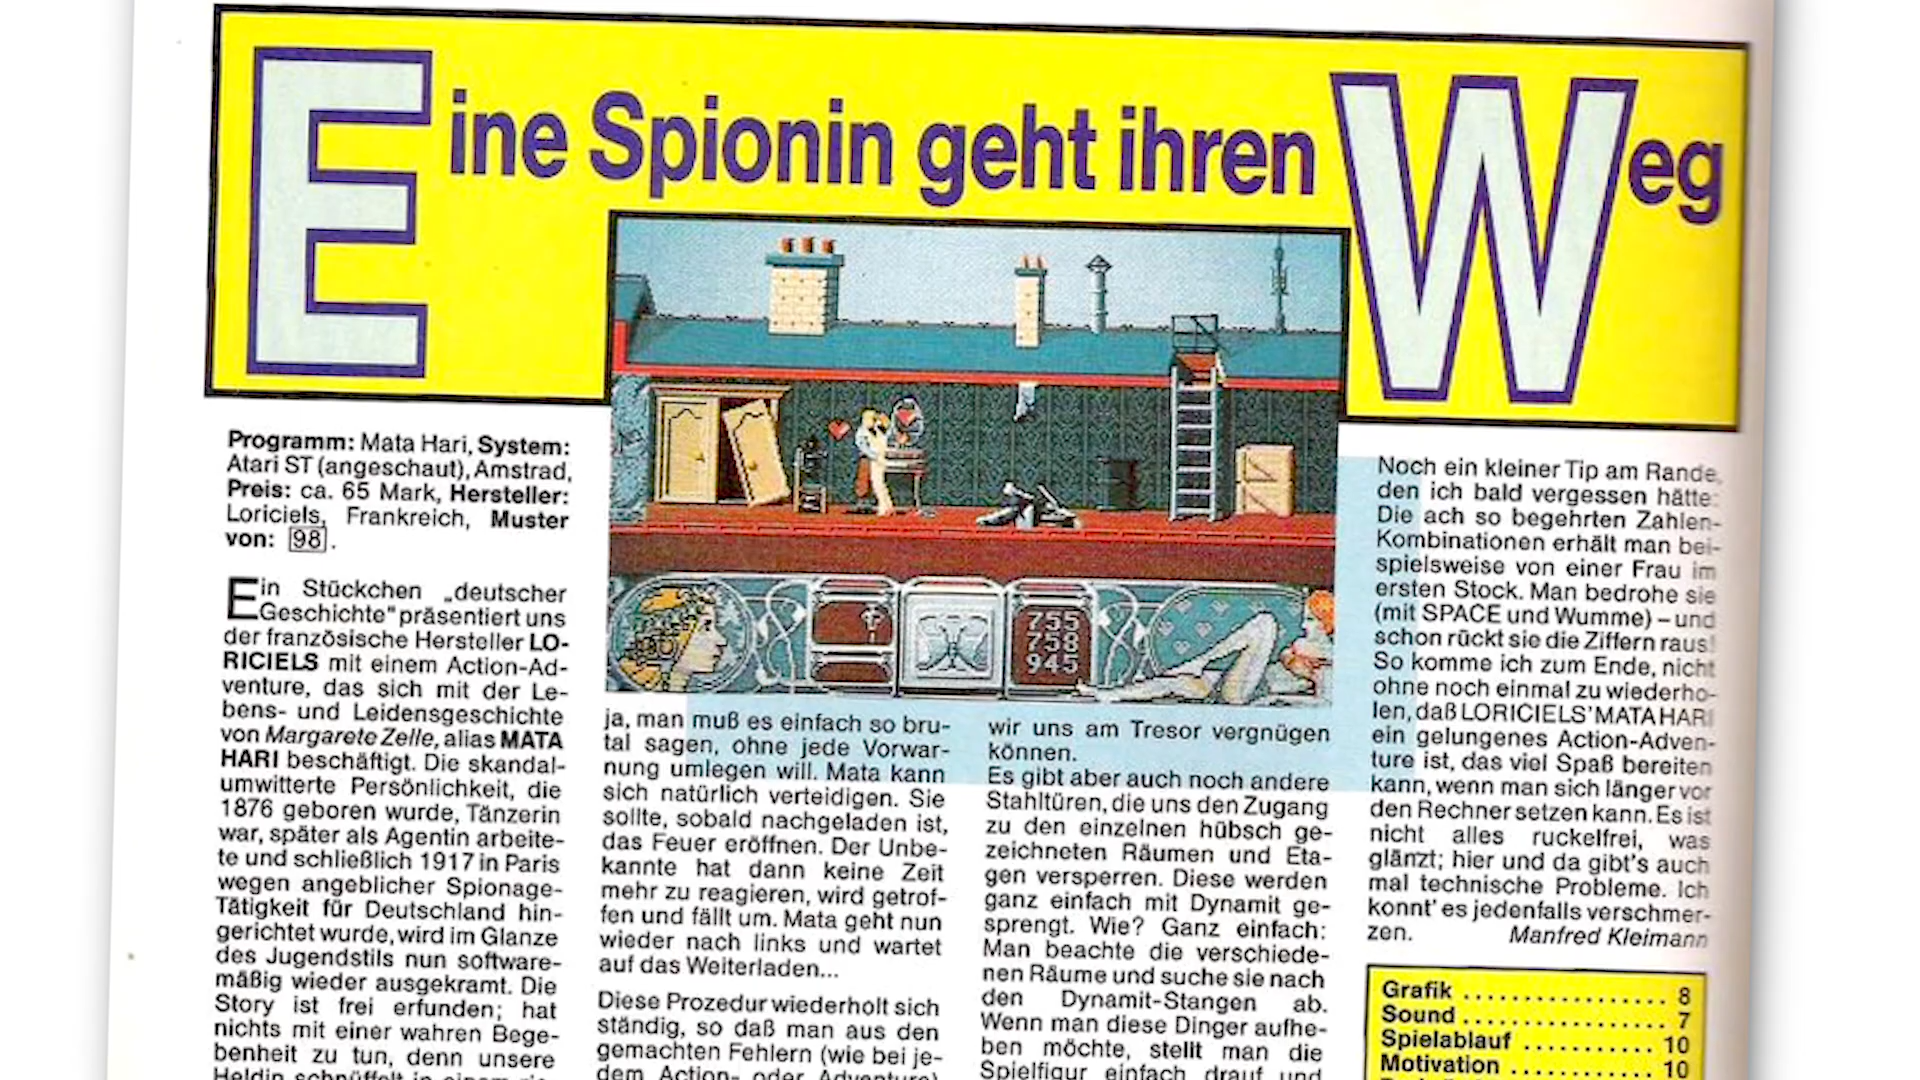 Eine Spionin geht ihren Weg
Programm: Mata Hari, System:
Atari ST (angeschaut), Amstrad,
Preis: ca. 65 Mark, Hersteller:
Loriciels, Frankreich, Muster
von: 98.
Ein Stückchen „deutscher
Geschichte" präsentiert uns
der französische Hersteller LO-
RICIELS mit einem Action-Ad-
venture, das sich mit der Le-
bens- und Leidensgeschichte
von Margarete Zelle, alias MATA
HARI beschäftigt. Die skandal-
umwitterte Persönlichkeit, die
1876 geboren wurde, Tänzerin
war, später als Agentin arbeite-
te und schließlich 1917 in Paris
wegen angeblicher Spionage-
Tätigkeit für Deutschland hin-
gerichtet wurde, wird im Glanze
des Jugendstils nun software-
mäßig wieder ausgekramt. Die
Story ist frei erfunden; hat
nichts mit einer wahren Bege-
benheit zu tun, denn unsere
Heldin schnüffelt in einem
755
758
945
ja, man muß es einfach so bru-
tal sagen, ohne jede Vorwar-
nung umlegen will. Mata kann
sich natürlich verteidigen. Sie
sollte, sobald nachgeladen ist,
das Feuer eröffnen. Der Unbe-
kannte hat dann keine Zeit
mehr zu reagieren, wird getrof-
fen und fällt um. Mata geht nun
wieder nach links und wartet
auf das Weiterladen...
Diese Prozedur wiederholt sich
ständig, so daß man aus den
gemachten Fehlern (wie bei je-
dem Action- oder Adventure)
wir uns am Tresor vergnügen
können.
Es gibt aber auch noch andere
Stahltüren, die uns den Zugang
zu den einzelnen hübsch ge-
zeichneten Räumen und Eta-
gen versperren. Diese werden
ganz einfach mit Dynamit ge-
sprengt. Wie? Ganz einfach:
Man beachte die verschiede-
nen Räume und suche sie nach
den Dynamit-Stangen ab.
Wenn man diese Dinger aufhe-
ben möchte, stellt man die
Spielfigur einfach drauf und
Noch ein kleiner Tip am Rande,
den ich bald vergessen hätte:
Die ach so begehrten Zahlen-
Kombinationen erhält man bei-
spielsweise von einer Frau im
ersten Stock. Man bedrohe sie
(mit SPACE und Wumme) – und
schon rückt sie die Ziffern raus!
So komme ich zum Ende, nicht
ohne noch einmal zu wiederho-
len, daß LORICIELS' MATA HARI
ein gelungenes Action-Adven-
ture ist, das viel Spaß bereiten
kann, wenn man sich länger vor
den Rechner setzen kann. Es ist
nicht alles ruckelfrei, was
glänzt; hier und da gibt's auch
mal technische Probleme. Ich
konnt' es jedenfalls verschmer-
zen. Manfred Kleimann
Grafik .................. 8
Sound .................. 7
Spielablauf ........... 10
Motivation ............ 10